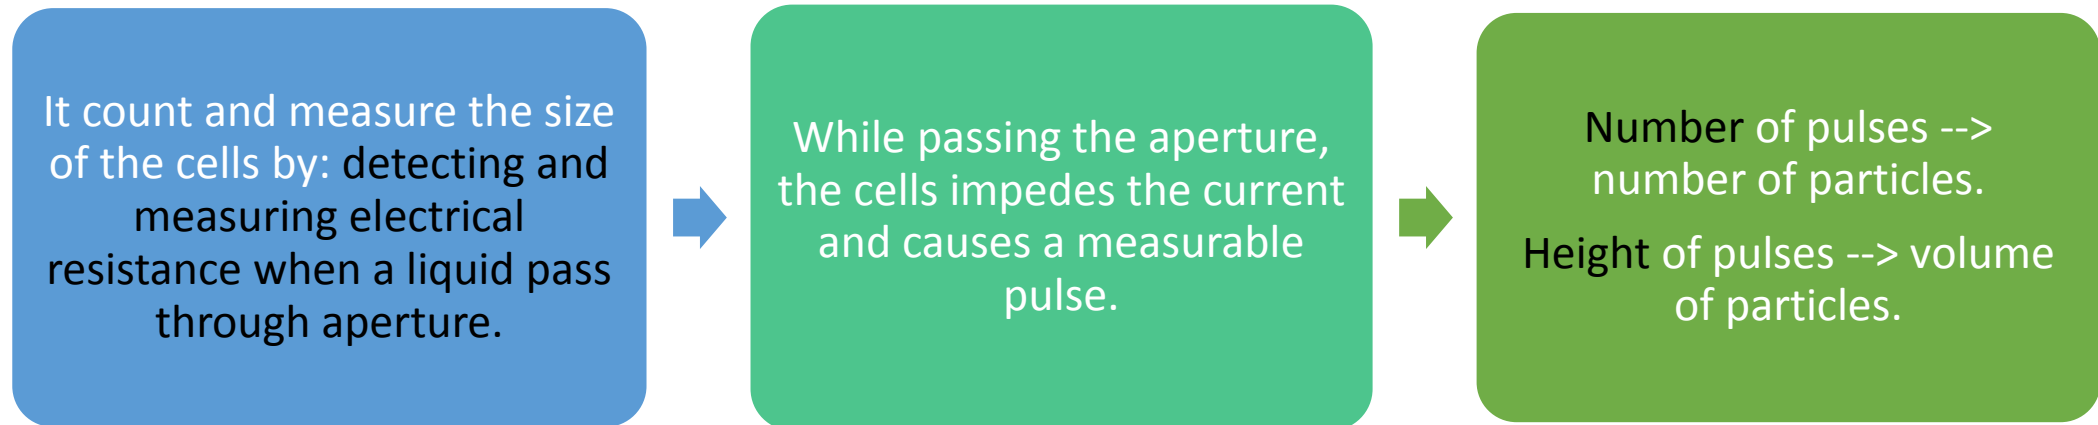 It count and measure the size
of the cells by: detecting and
measuring electrical
resistance when a liquid pass
through aperture.
While passing the aperture,
the cells impedes the current
and causes a measurable
pulse.
Number of pulses -->
number of particles.
Height of pulses --> volume
of particles.